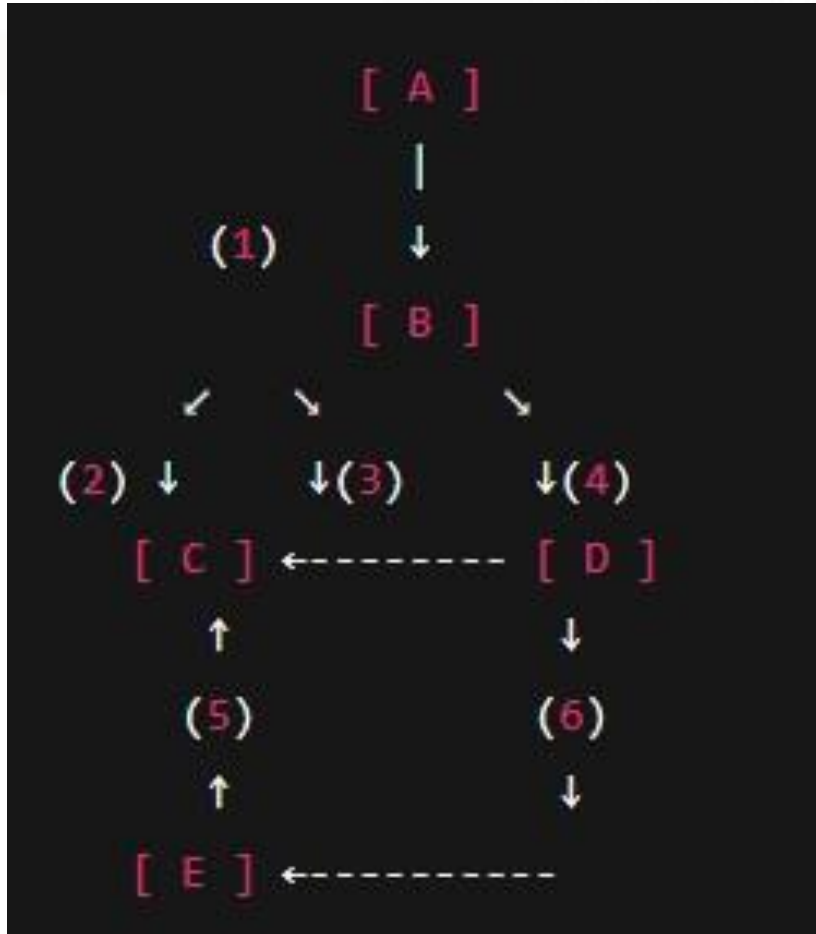 [ A ]
|
(1) ↓
[ B ]
↙ ↘ ↘
(2) ↓ ↓(3) ↓(4)
[ C ] ←--------- [ D ]
↑ ↓
(5) (6)
↑ ↓
[ E ] ←-----------